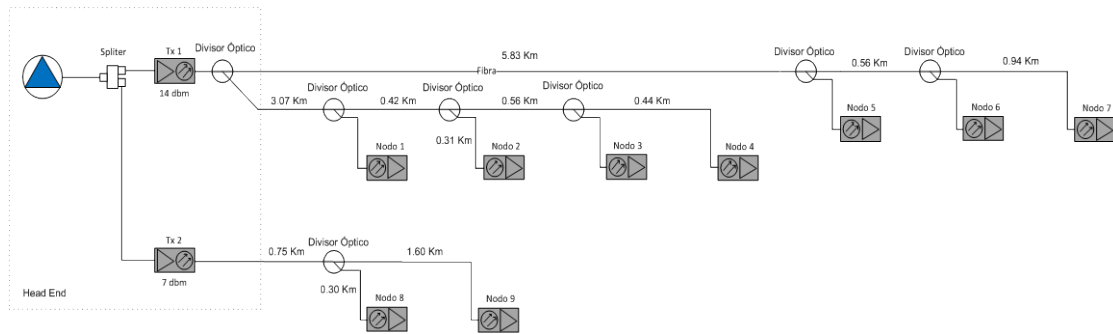 Spliter
Tx 1
14 dbm
Divisor Óptico
5.83 Km
Fibra
Divisor Óptico
0.56 Km
Divisor Óptico
0.94 Km
3.07 Km
Divisor Óptico
0.42 Km
Divisor Óptico
0.56 Km
Divisor Óptico
0.44 Km
Nodo 5
Nodo 6
Nodo 7
0.31 Km
Nodo 1
Nodo 2
Nodo 3
Nodo 4
Tx 2
7 dbm
0.75 Km
Divisor Óptico
1.60 Km
0.30 Km
Nodo 8
Nodo 9
Head End